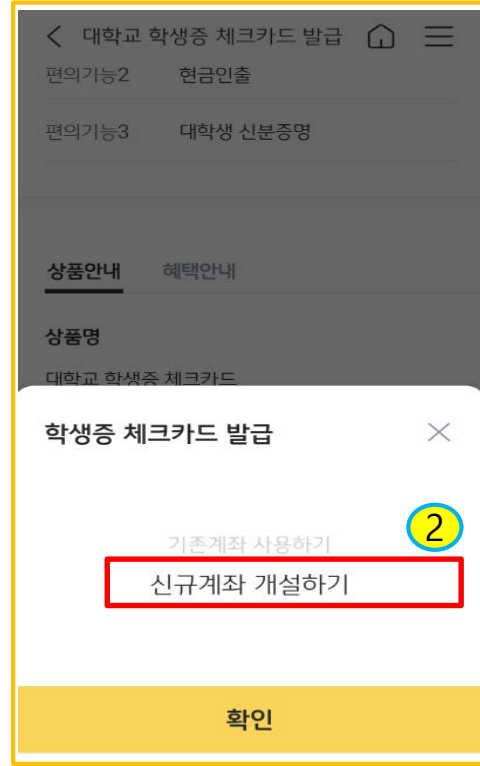 대학교 학생증 체크카드 발급
편의기능2 현금인출
편의기능3 대학생 신분증명
상품안내 혜택안내
상품명
대학교 학생증 체크카드
학생증 체크카드 발급
2
기존계좌 사용하기
신규계좌 개설하기
확인